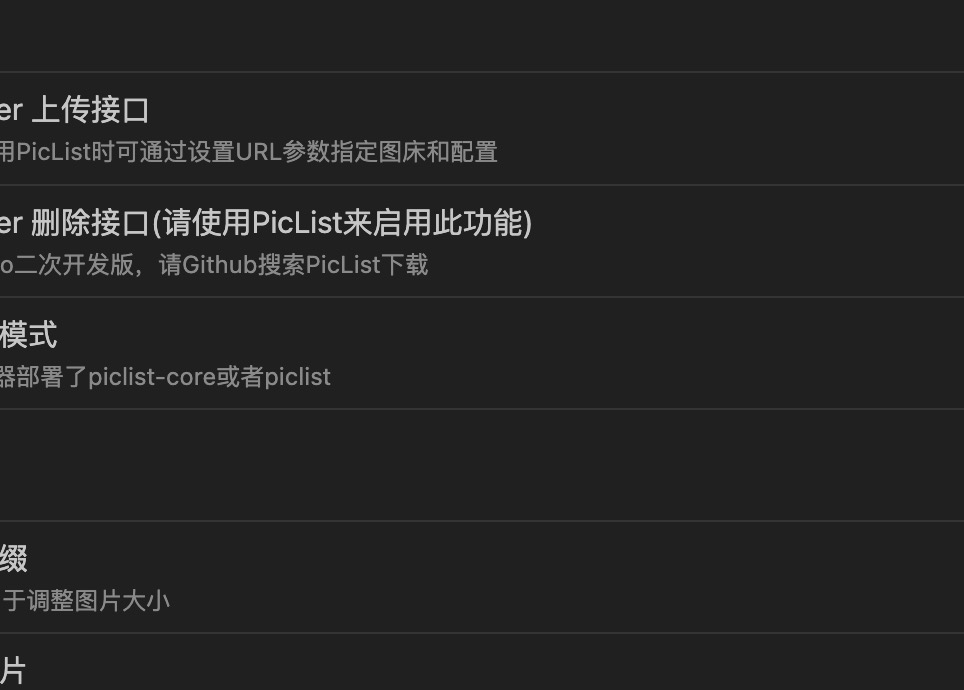 er 上传接口
用PicList时可通过设置URL参数指定图床和配置
er 删除接口(请使用PicList来启用此功能)
o二次开发版，请Github搜索PicList下载
模式
器部署了piclist-core或者piclist
缀
于调整图片大小
片